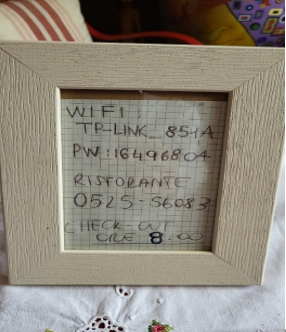 WIFI
TP-LINK_854A
PW:16496804
RISTORANTE
0525-56083
CHECK-OUT
ORE 8.00